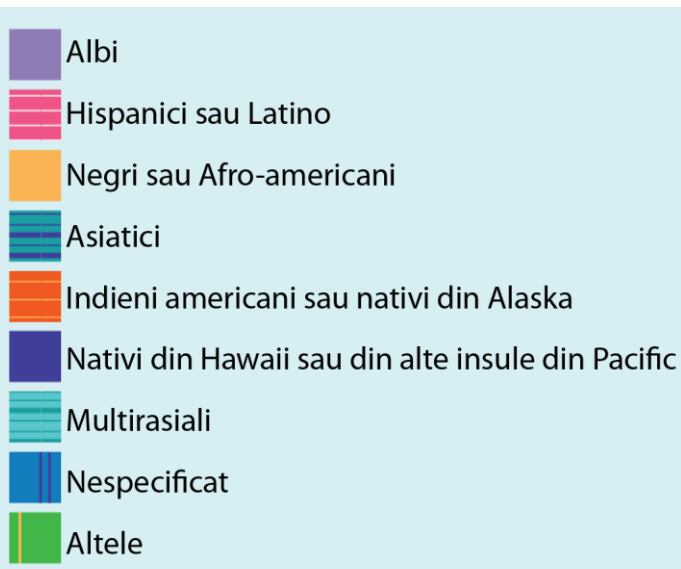 Albi
Hispanici sau Latino
Negri sau Afro-americani
Asiatici
Indieni americani sau nativi din Alaska
Nativi din Hawaii sau din alte insule din Pacific
Multirasiali
Nespecificat
Altele